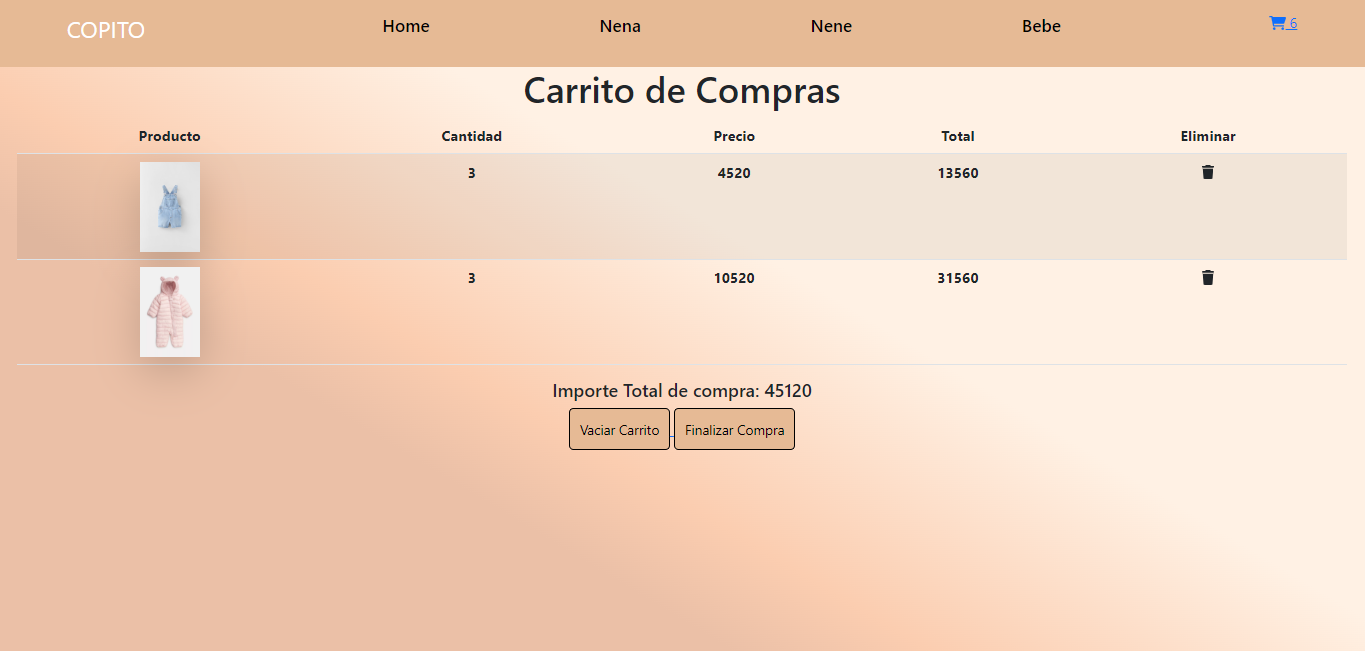 COPITO Home Nena Nene Bebe 6
Carrito de Compras
Producto Cantidad Precio Total Eliminar
3 4520 13560
3 10520 31560
Importe Total de compra: 45120
Vaciar Carrito Finalizar Compra